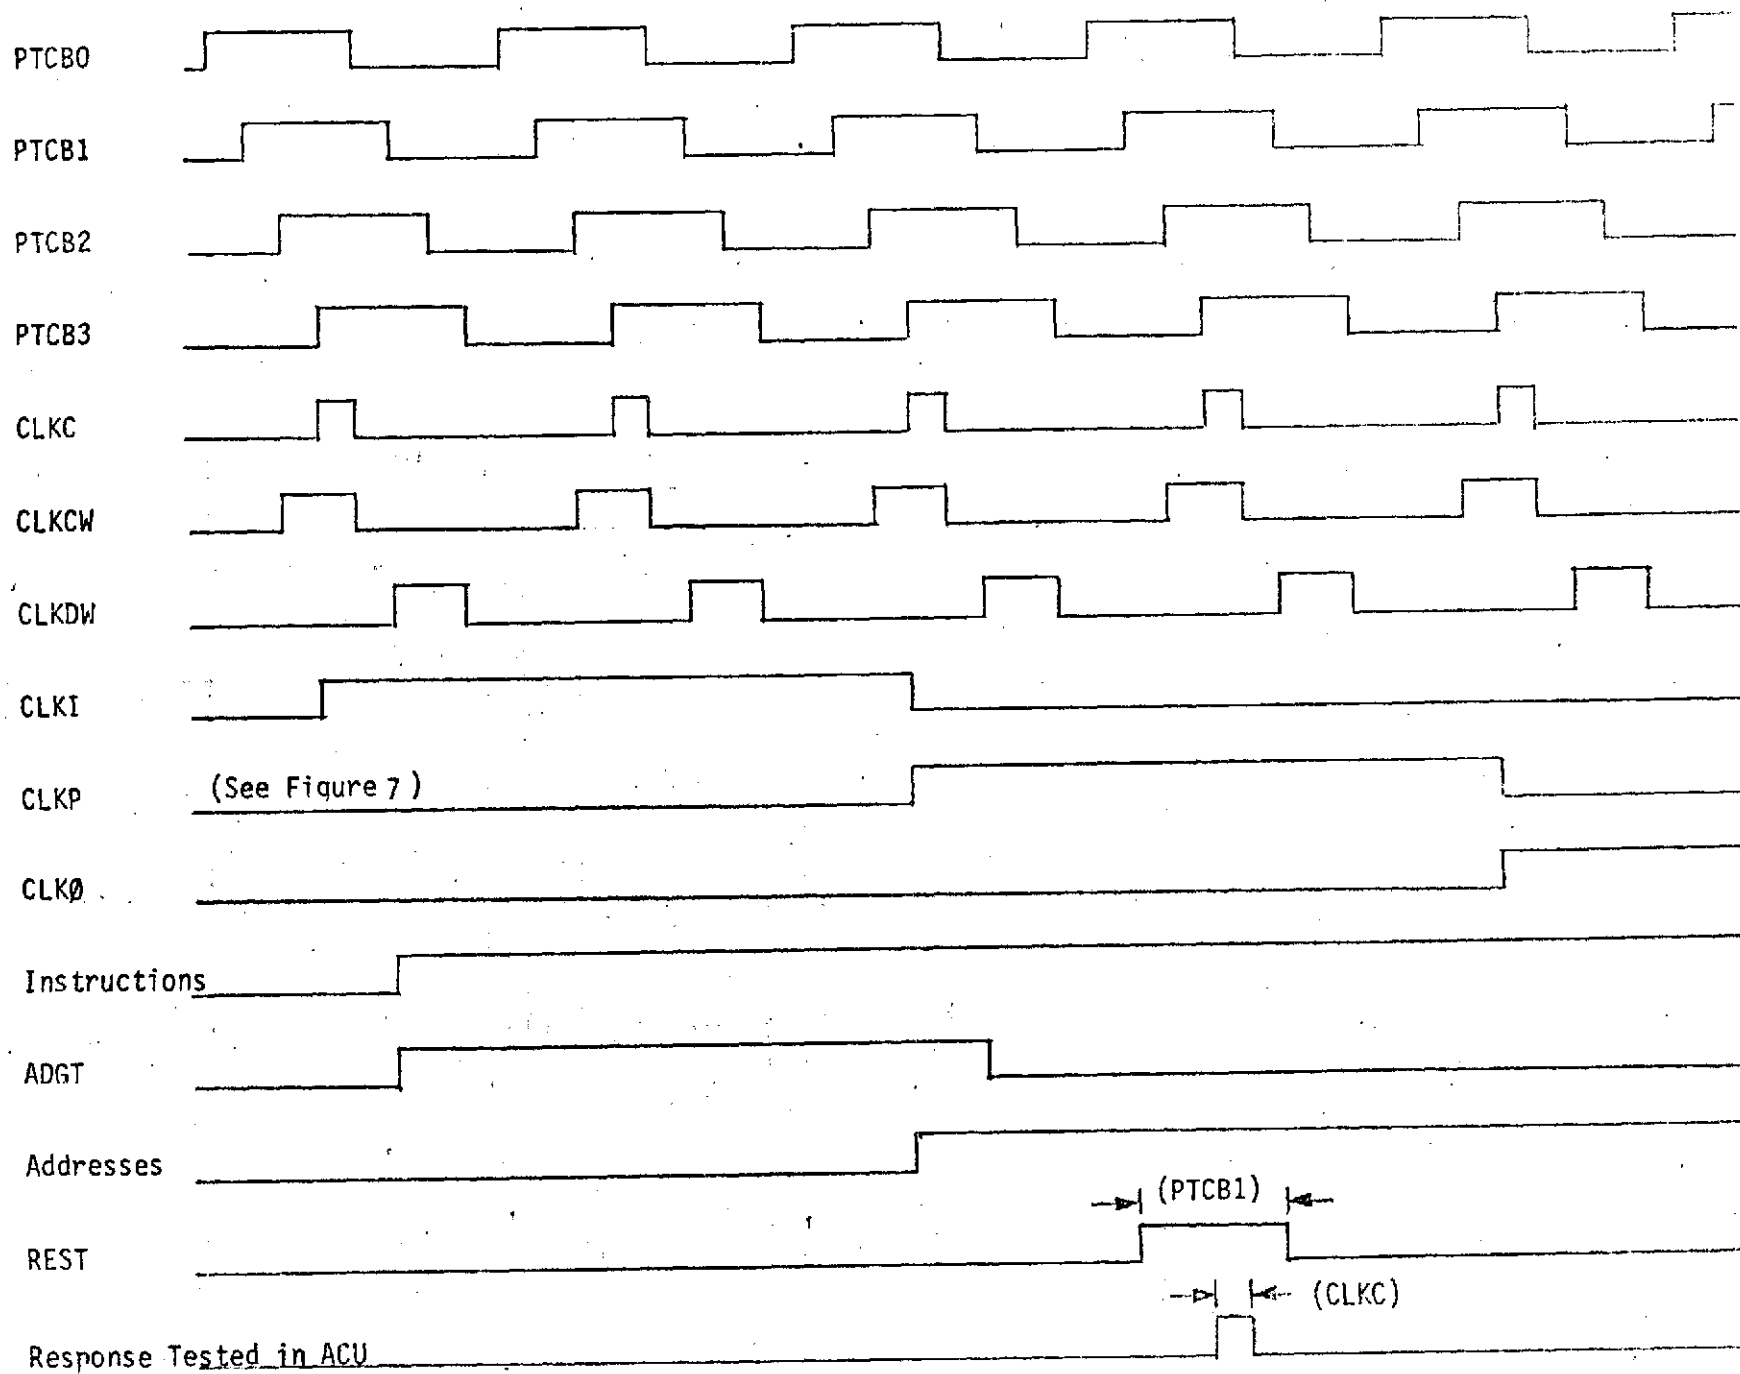 PTCB0
PTCB1
PTCB2
PTCB3
CLKC
CLKCW
CLKDW
CLKI
CLKP (See Figure 7)
CLKØ
Instructions
ADGT
Addresses
(PTCB1)
REST
(CLKC)
Response Tested in ACU